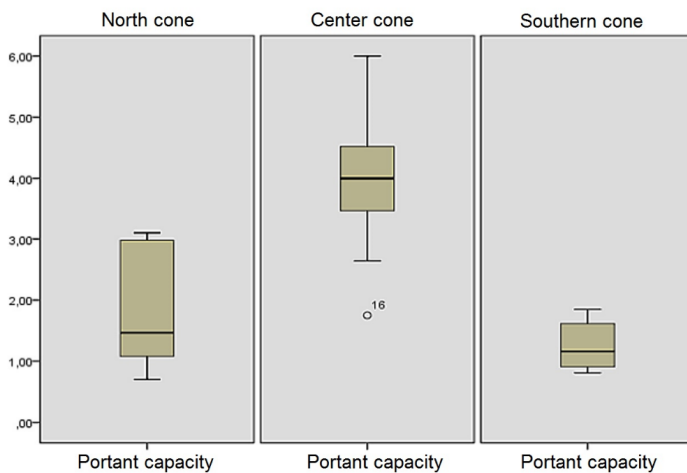 North cone
Center cone
Southern cone
6,00
5,00
4,00
3,00
2,00
1,00
,00
16
Portant capacity
Portant capacity
Portant capacity